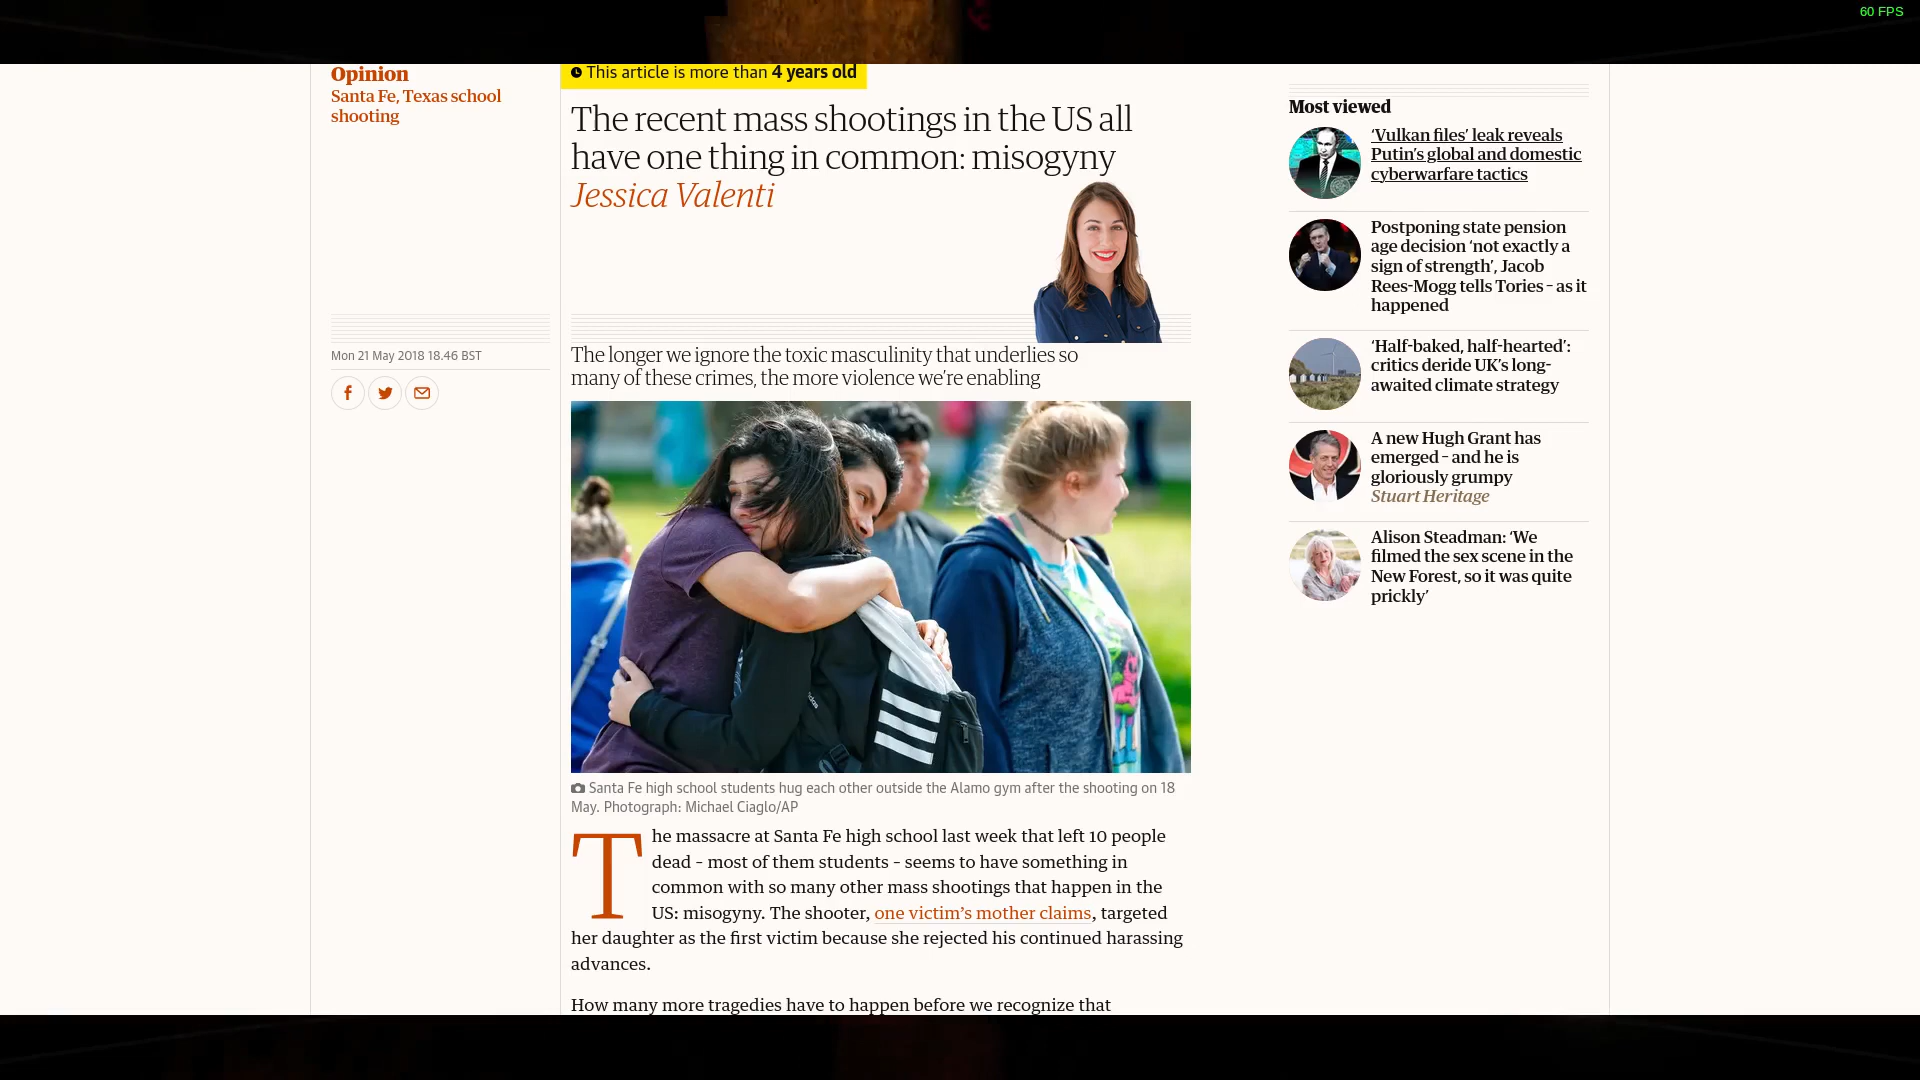 60 FPS
Opinion
Santa Fe, Texas school
shooting
This article is more than 4 years old
The recent mass shootings in the US all
have one thing in common: misogyny
Jessica Valenti
Mon 21 May 2018 18.46 BST
The longer we ignore the toxic masculinity that underlies so
many of these crimes, the more violence we're enabling
Santa Fe high school students hug each other outside the Alamo gym after the shooting on 18
May. Photograph: Michael Ciaglo/AP
The massacre at Santa Fe high school last week that left 10 people
dead – most of them students – seems to have something in
common with so many other mass shootings that happen in the
US: misogyny. The shooter, one victim's mother claims, targeted
her daughter as the first victim because she rejected his continued harassing
advances.
How many more tragedies have to happen before we recognize that
Most viewed
'Vulkan files' leak reveals
Putin's global and domestic
cyberwarfare tactics
Postponing state pension
age decision 'not exactly a
sign of strength', Jacob
Rees-Mogg tells Tories – as it
happened
'Half-baked, half-hearted':
critics deride UK's long-
awaited climate strategy
A new Hugh Grant has
emerged – and he is
gloriously grumpy
Stuart Heritage
Alison Steadman: 'We
filmed the sex scene in the
New Forest, so it was quite
prickly'